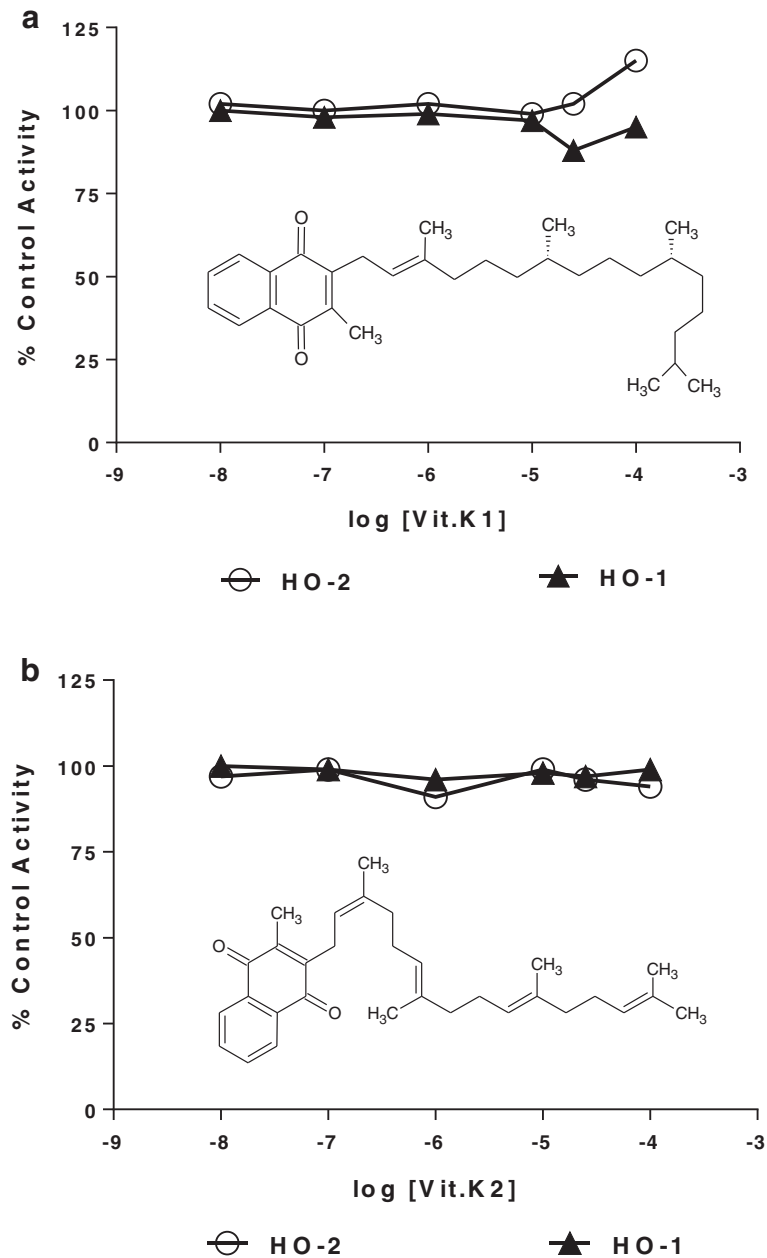 a
125
100
75
50
25
0
% Control Activity
-9 -8 -7 -6 -5 -4 -3
log [Vit.K1]
O
O
CH3
CH3
CH3
CH3
H3C CH3
HO-2 HO-1
b
125
100
75
50
25
0
% Control Activity
-9 -8 -7 -6 -5 -4 -3
log [Vit.K2]
CH3
CH3
O
O
H3C
CH3
CH3
CH3
HO-2 HO-1